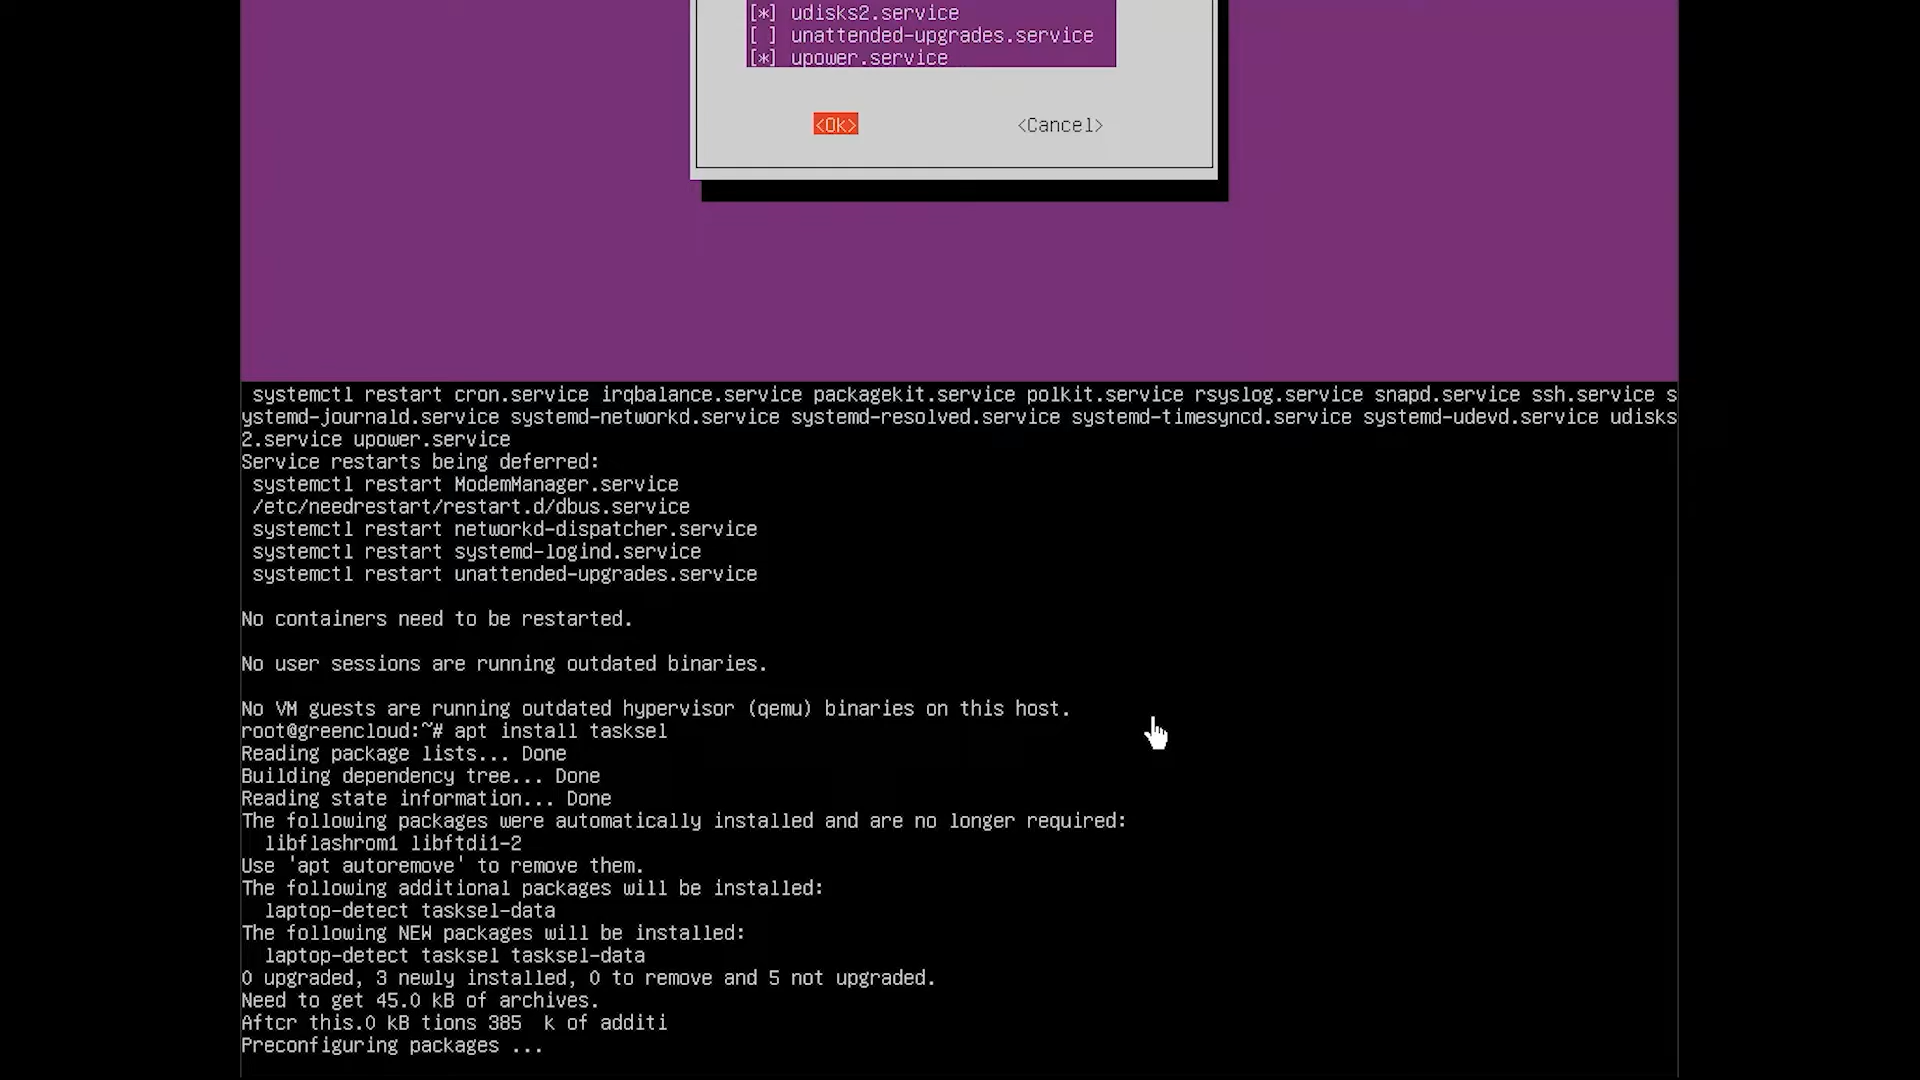 [*] udisks2.service
[ ] unattended-upgrades.service
[*] upower.service
<Ok> <Cancel>
systemctl restart cron.service irqbalance.service packagekit.service polkit.service rsyslog.service snapd.service ssh.service s
ystemd-journald.service systemd-networkd.service systemd-resolved.service systemd-timesyncd.service systemd-udevd.service udisks
2.service upower.service
Service restarts being deferred:
systemctl restart ModemManager.service
/etc/needrestart/restart.d/dbus.service
systemctl restart networkd-dispatcher.service
systemctl restart systemd-logind.service
systemctl restart unattended-upgrades.service
No containers need to be restarted.
No user sessions are running outdated binaries.
No VM guests are running outdated hypervisor (qemu) binaries on this host.
root@greencloud:~# apt install tasksel
Reading package lists... Done
Building dependency tree... Done
Reading state information... Done
The following packages were automatically installed and are no longer required:
libflashrom1 libftdi1-2
Use 'apt autoremove' to remove them.
The following additional packages will be installed:
laptop-detect tasksel-data
The following NEW packages will be installed:
laptop-detect tasksel tasksel-data
0 upgraded, 3 newly installed, 0 to remove and 5 not upgraded.
Need to get 45.0 kB of archives.
Aftcr this.0 kB tions 385  k of additi
Preconfiguring packages ...